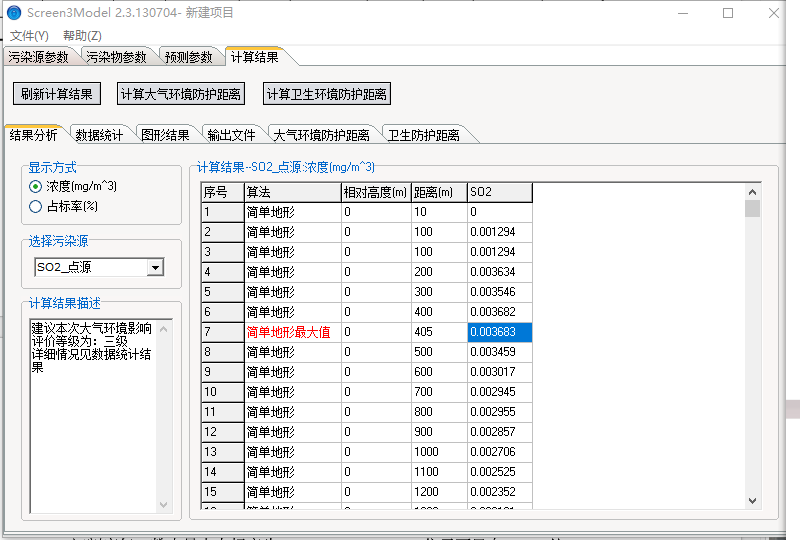 Screen3Model 2.3.130704- 新建项目
文件(Y) 帮助(Z)
污染源参数 污染物参数 预测参数 计算结果
刷新计算结果 计算大气环境防护距离 计算卫生环境防护距离
结果分析 数据统计 图形结果 输出文件 大气环境防护距离 卫生防护距离
显示方式
浓度(mg/m^3)
占标率(%)
选择污染源
SO2_点源
计算结果描述
建议本次大气环境影响
评价等级为：三级
详细情况见数据统计结
果
计算结果--SO2_点源:浓度(mg/m^3)
序号 算法 相对高度(m) 距离(m) SO2
1 简单地形 0 10 0
2 简单地形 0 100 0.001294
3 简单地形 0 100 0.001294
4 简单地形 0 200 0.003634
5 简单地形 0 300 0.003546
6 简单地形 0 400 0.003682
7 简单地形最大值 0 405 0.003683
8 简单地形 0 500 0.003459
9 简单地形 0 600 0.003017
10 简单地形 0 700 0.002945
11 简单地形 0 800 0.002955
12 简单地形 0 900 0.002857
13 简单地形 0 1000 0.002706
14 简单地形 0 1100 0.002525
15 简单地形 0 1200 0.002352